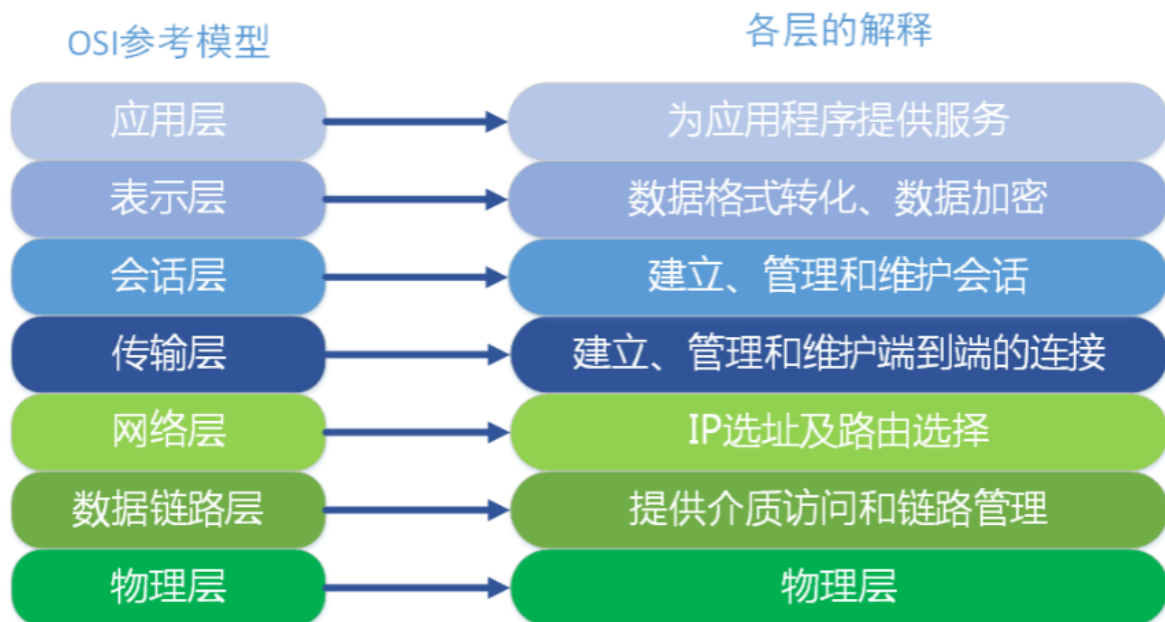 OSI参考模型 各层的解释
应用层 为应用程序提供服务
表示层 数据格式转化、数据加密
会话层 建立、管理和维护会话
传输层 建立、管理和维护端到端的连接
网络层 IP选址及路由选择
数据链路层 提供介质访问和链路管理
物理层 物理层